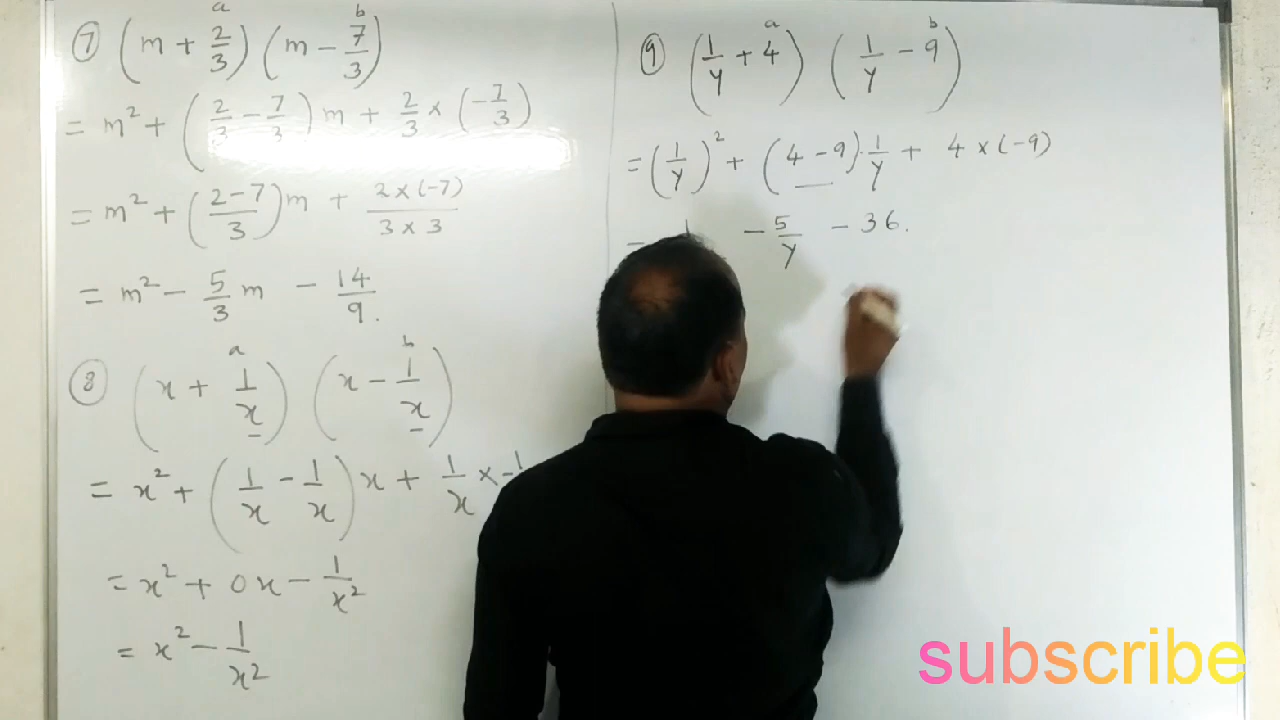 a b
⑦ (m + 2/3) (m - 7/3)
= m² + (2/3 - 7/3) m + 2/3 × (-7/3)
= m² + (2-7/3) m + 2 × (-7)/3 × 3
= m² - 5/3 m - 14/9.
a b
⑧ (x + 1/x) (x - 1/x)
= x² + (1/x - 1/x) x + 1/x × -1
= x² + 0x - 1/x²
= x² - 1/x²
a b
⑨ (1/y + 4) (1/y - 9)
= (1/y)² + (4 - 9) · 1/y + 4 × (-9)
- 5/y - 36.
subscribe